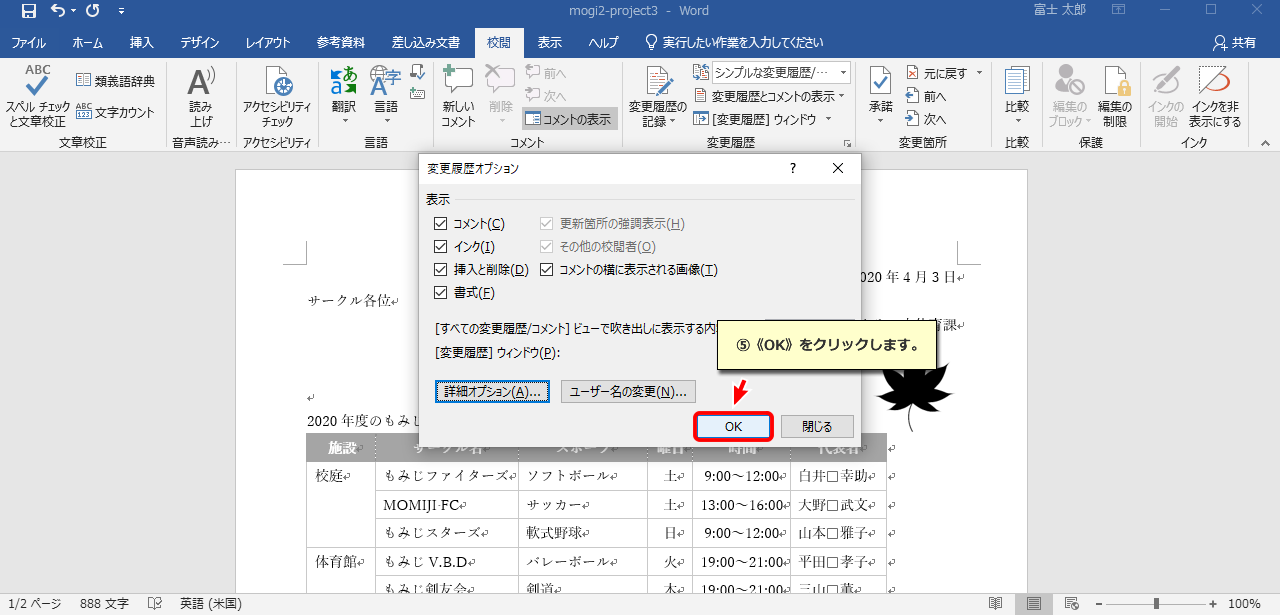 mogi2-project3 - Word
富士 太郎
ファイル ホーム 挿入 デザイン レイアウト 参考資料 差し込み文書 校閲 表示 ヘルプ 実行したい作業を入力してください 共有
ABC
スペル チェックと文章校正
類義語辞典
ABC
123
文字カウント
文章校正
A
読み上げ
音声読み…
アクセシビリティチェック
アクセシビリティ
あ
翻訳
A字
言語
言語
新しいコメント
削除
前へ
次へ
コメントの表示
コメント
変更履歴の記録
シンプルな変更履歴/…
変更履歴とコメントの表示
[変更履歴] ウィンドウ
変更履歴
承諾
元に戻す
前へ
次へ
変更箇所
比較
比較
編集のブロック
編集の制限
保護
インクの開始
インクを非表示にする
インク
変更履歴オプション ? ×
表示
コメント(C) 更新箇所の強調表示(H)
インク(I) その他の校閲者(O)
挿入と削除(D) コメントの横に表示される画像(T)
書式(F)
[すべての変更履歴/コメント] ビューで吹き出しに表示する内
[変更履歴] ウィンドウ(P):
詳細オプション(A)... ユーザー名の変更(N)...
OK 閉じる
⑤《OK》をクリックします。
020 年 4 月 3 日
サークル各位
育課
2020 年度のもみじ
施設 サークル名 スポーツ 曜日 時間 代表者
校庭 もみじファイターズ ソフトボール 土 9:00～12:00 白井□幸助
MOMIJI·FC サッカー 土 13:00～16:00 大野□武文
もみじスターズ 軟式野球 日 9:00～12:00 山本□雅子
体育館 もみじ V.B.D バレーボール 火 19:00～21:00 平田□孝子
もみじ剣友会 剣道 木 19:00～21:00 三山□薫
1/2 ページ 888 文字 英語 (米国) 100%